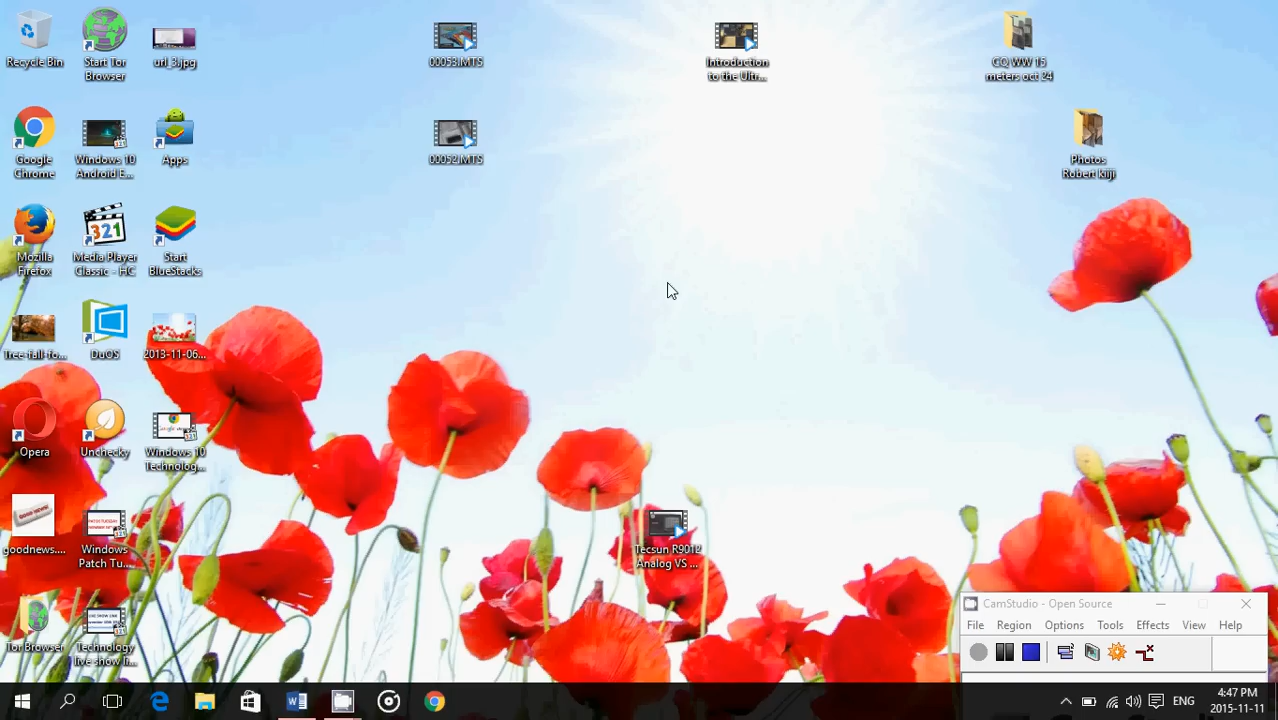 Recycle Bin
Start Tor
Browser
url_3.jpg
00053.MTS
Introduction
to the Ultr...
CQ WW 15
meters oct 24
Google
Chrome
Windows 10
Android E...
Apps
00052.MTS
Photos
Robert kiiji
Mozilla
Firefox
321
Media Player
Classic - HC
Start
BlueStacks
Tree-fall-fo...
DuOS
2013-11-06...
Opera
Unchecky
Windows 10
Technolog...
GOOD NEWS!
goodnews....
Windows
Patch Tu...
Tecsun R9012
Analog VS ...
Tor Browser
Technology
live show li...
CamStudio - Open Source
File Region Options Tools Effects View Help
ENG
4:47 PM
2015-11-11